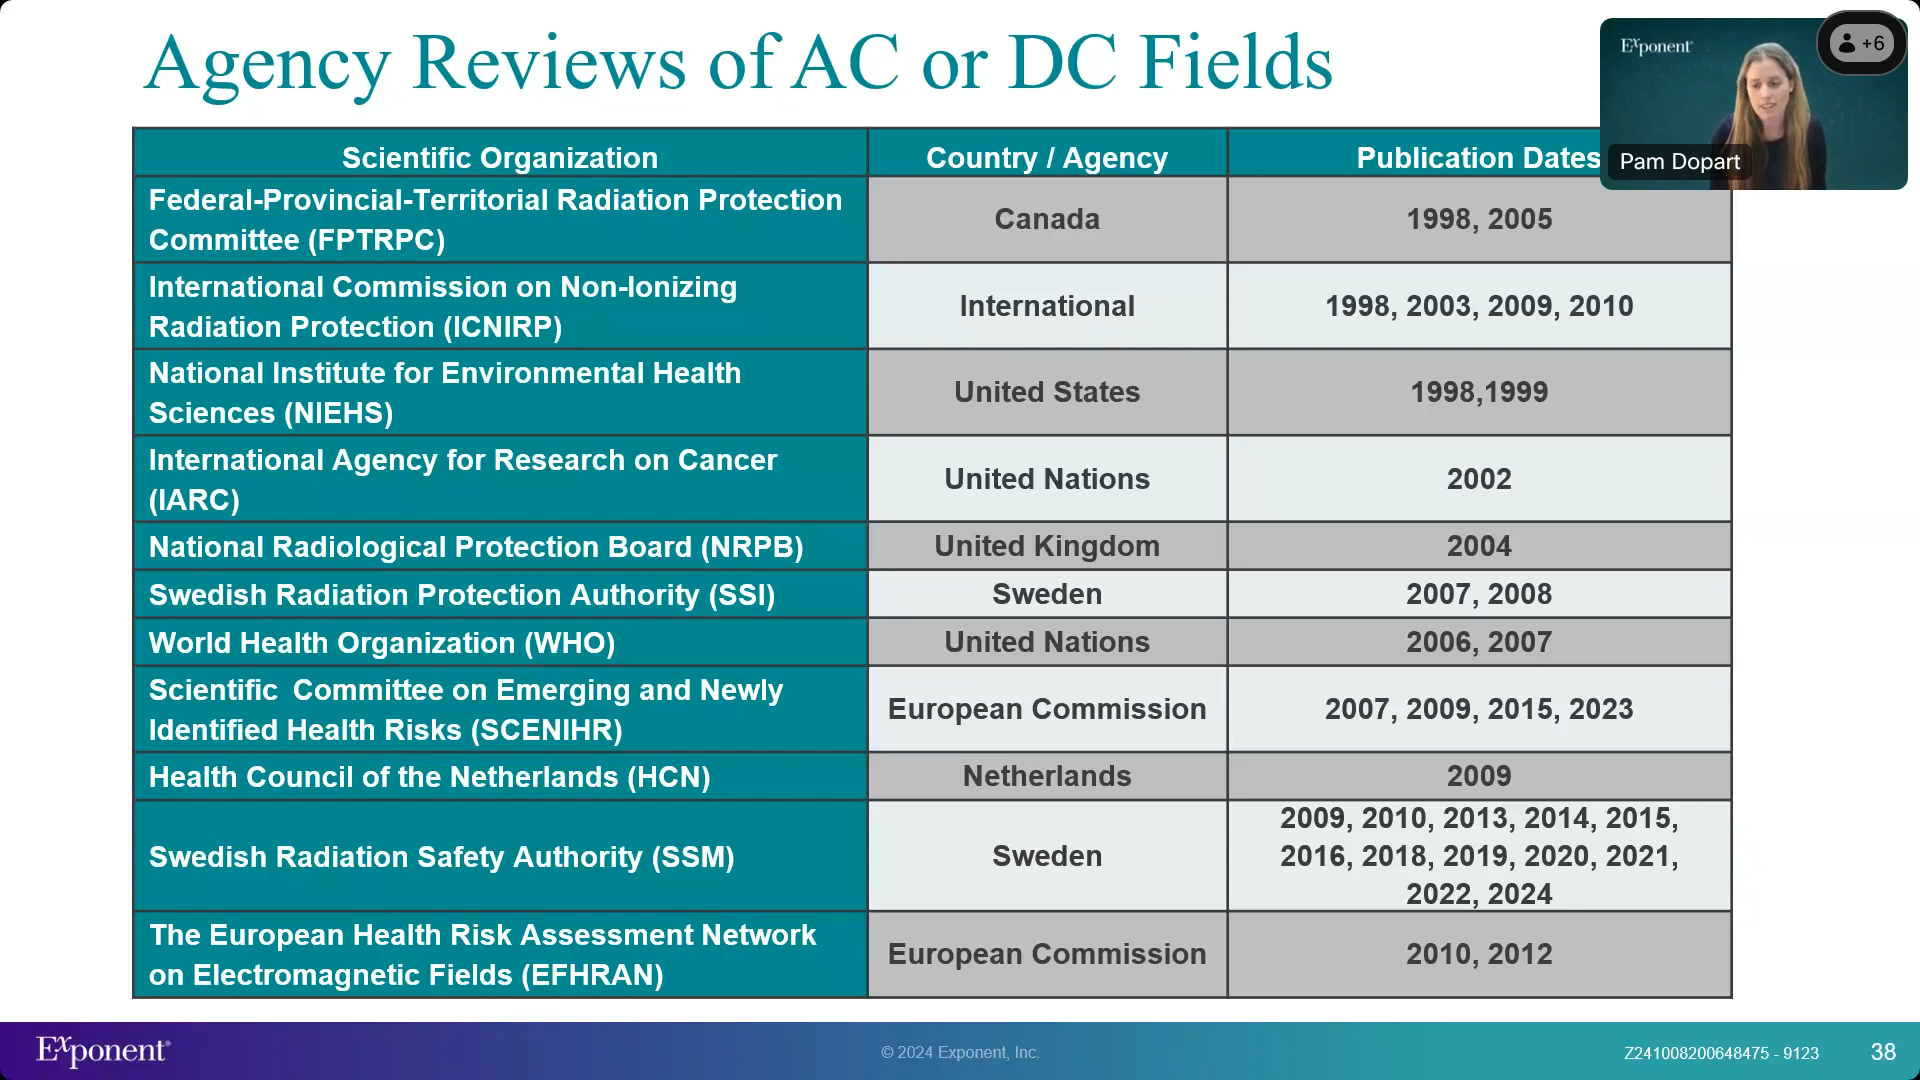 Agency Reviews of AC or DC Fields
Exponent
+6
Pam Dopart
Scientific Organization
Country / Agency
Publication Dates
Federal-Provincial-Territorial Radiation Protection
Committee (FPTRPC)
Canada
1998, 2005
International Commission on Non-Ionizing
Radiation Protection (ICNIRP)
International
1998, 2003, 2009, 2010
National Institute for Environmental Health
Sciences (NIEHS)
United States
1998,1999
International Agency for Research on Cancer
(IARC)
United Nations
2002
National Radiological Protection Board (NRPB)
United Kingdom
2004
Swedish Radiation Protection Authority (SSI)
Sweden
2007, 2008
World Health Organization (WHO)
United Nations
2006, 2007
Scientific  Committee on Emerging and Newly
Identified Health Risks (SCENIHR)
European Commission
2007, 2009, 2015, 2023
Health Council of the Netherlands (HCN)
Netherlands
2009
Swedish Radiation Safety Authority (SSM)
Sweden
2009, 2010, 2013, 2014, 2015,
2016, 2018, 2019, 2020, 2021,
2022, 2024
The European Health Risk Assessment Network
on Electromagnetic Fields (EFHRAN)
European Commission
2010, 2012
Exponent®
© 2024 Exponent, Inc.
Z241008200648475 - 9123
38